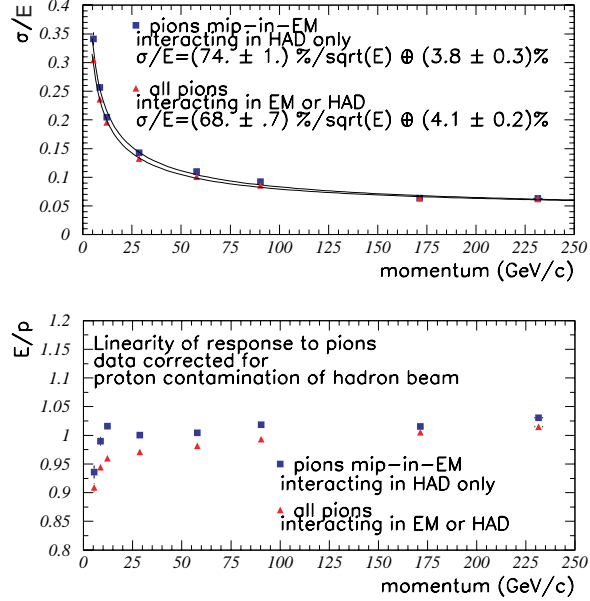 σ/E
0.4
0.35
0.3
0.25
0.2
0.15
0.1
0.05
0
pions mip-in-EM
interacting in HAD only
σ/E=(74. ± 1.) %/sqrt(E) ⊕ (3.8 ± 0.3)%
all pions
interacting in EM or HAD
σ/E=(68. ± .7) %/sqrt(E) ⊕ (4.1 ± 0.2)%
0 25 50 75 100 125 150 175 200 225 250
momentum (GeV/c)
E/p
1.2
1.15
1.1
1.05
1
0.95
0.9
0.85
0.8
Linearity of response to pions
data corrected for
proton contamination of hadron beam
pions mip-in-EM
interacting in HAD only
all pions
interacting in EM or HAD
0 25 50 75 100 125 150 175 200 225 250
momentum (GeV/c)